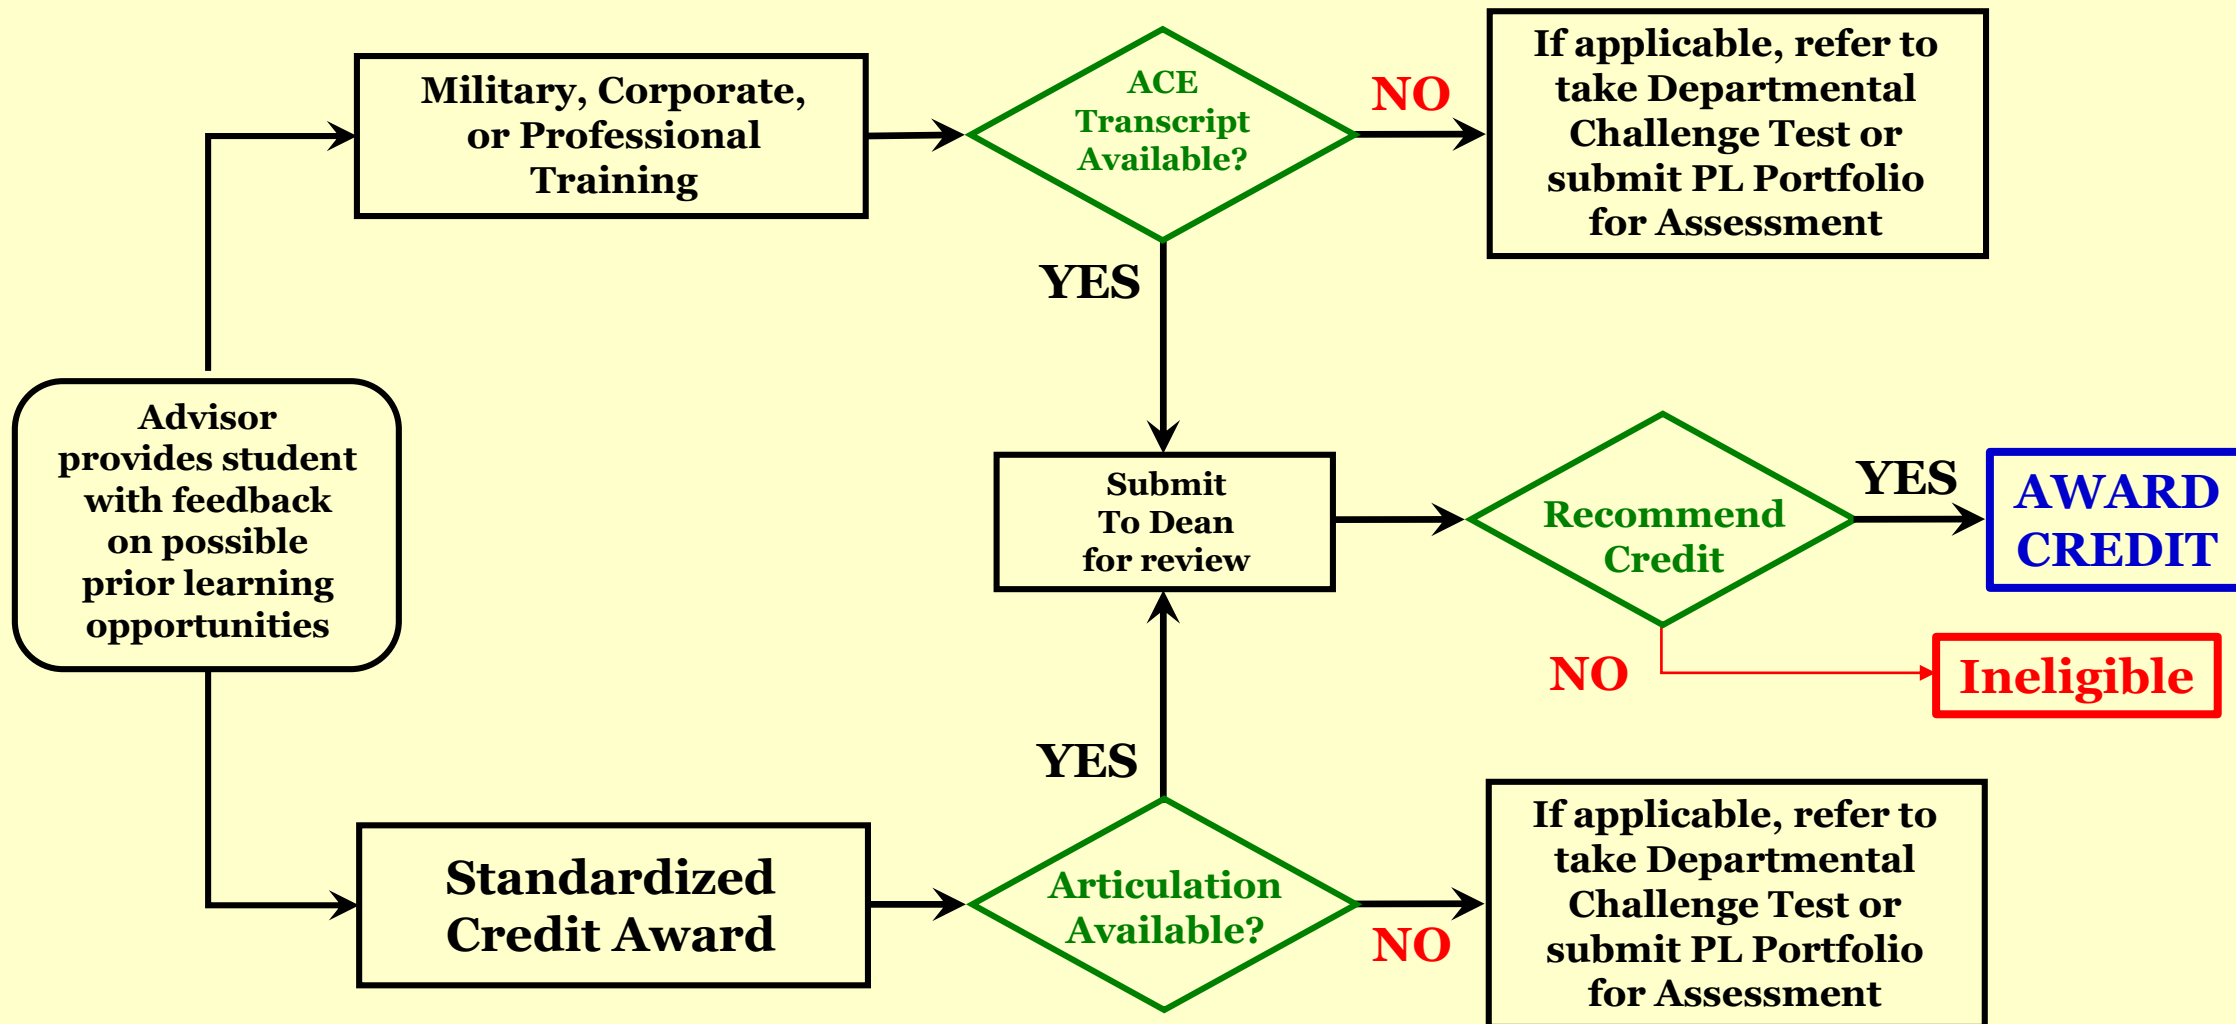 Military, Corporate,
or Professional
Training
ACE
Transcript
Available?
NO
If applicable, refer to
take Departmental
Challenge Test or
submit PL Portfolio
for Assessment
YES
Advisor
provides student
with feedback
on possible
prior learning
opportunities
Submit
To Dean
for review
Recommend
Credit
YES
AWARD
CREDIT
NO
Ineligible
YES
Standardized
Credit Award
Articulation
Available?
NO
If applicable, refer to
take Departmental
Challenge Test or
submit PL Portfolio
for Assessment